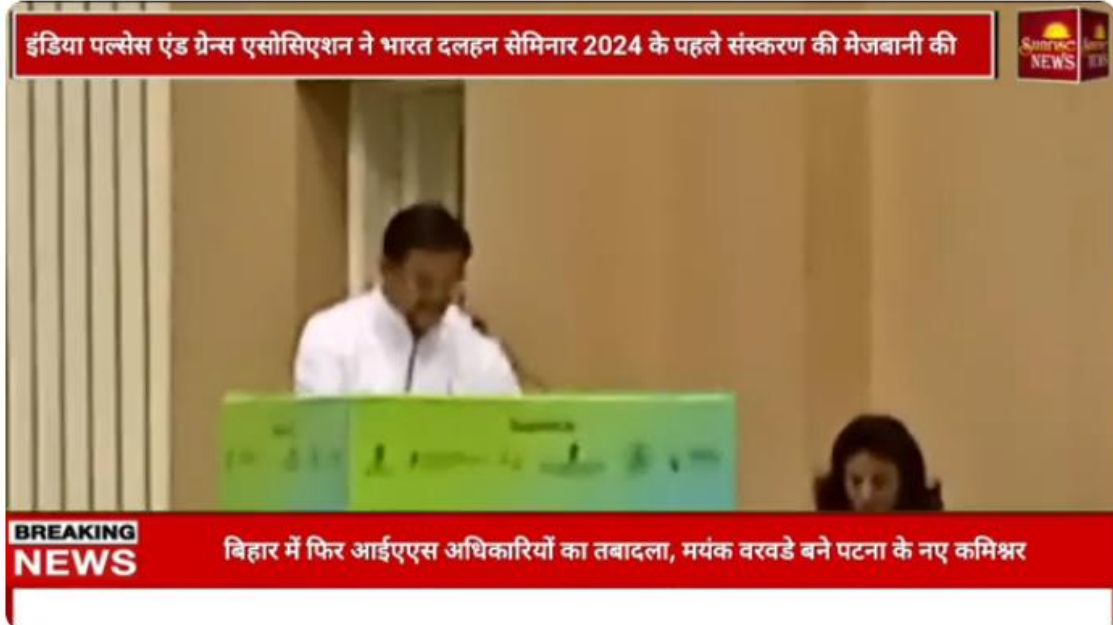 इंडिया पल्सेस एंड ग्रेन्स एसोसिएशन ने भारत दलहन सेमिनार 2024 के पहले संस्करण की मेजबानी की
Sunrise
NEWS
BREAKING
NEWS
बिहार में फिर आईएएस अधिकारियों का तबादला, मयंक वरवडे बने पटना के नए कमिश्नर